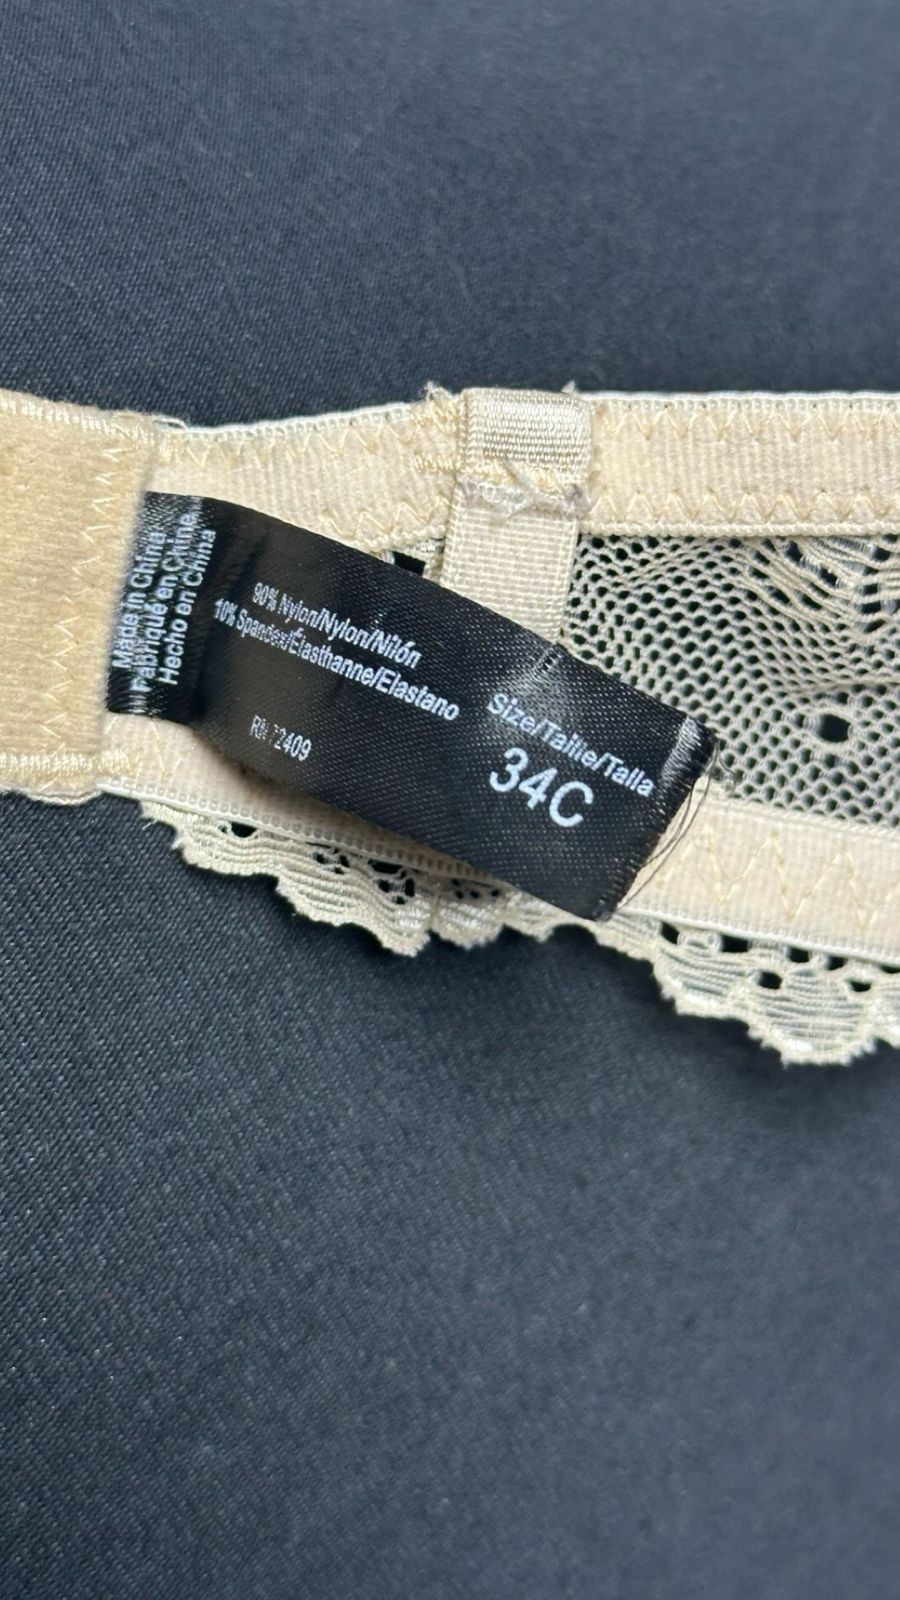 Made in China
Fabriqué en Chine
Hecho en China
90% Nylon/Nylon/Nilón
10% Spandex/Élasthanne/Elastano
Size/Taille/Talla
34C